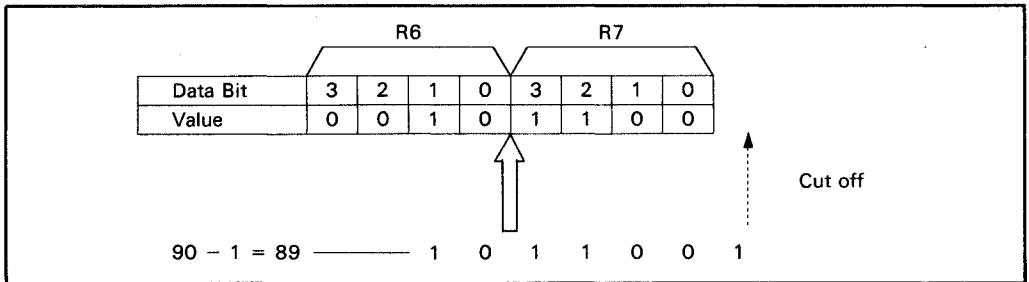 R6 R7
Data Bit 3 2 1 0 3 2 1 0
Value 0 0 1 0 1 1 0 0
Cut off
90 − 1 = 89 1 0 1 1 0 0 1